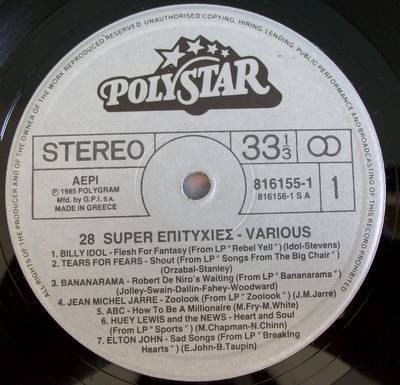 ALL RIGHTS OF THE PRODUCER AND OF THE OWNER OF THE WORK REPRODUCED RESERVED UNAUTHORISED COPYING, HIRING, LENDING, PUBLIC PERFORMANCE AND BROADCASTING OF THIS RECORD PROHIBITED
POLYSTAR
STEREO
33 1/3
AEPI
℗ 1985 POLYGRAM
Mfd. by G.P.I. s.A.
MADE IN GREECE
816155-1
816156-1 S A
1
28 SUPER ΕΠΙΤΥΧΙΕΣ - VARIOUS
1. BILLY IDOL - Flesh For Fantasy (From LP "Rebel Yell") (Idol-Stevens)
2. TEARS FOR FEARS - Shout (From LP "Songs From The Big Chair")
(Orzabal-Stanley)
3. BANANARAMA - Robert De Niro's Waiting (From LP "Bananarama")
(Jolley-Swain-Dallin-Fahey-Woodward)
4. JEAN MICHEL JARRE - Zoolook (From LP "Zoolook") (J.M.Jarre)
5. ABC - How To Be A Millionaire (M.Fry-M.White)
6. HUEY LEWIS and the NEWS - Heart and Soul
(From LP "Sports") (M.Chapman-N.Chinn)
7. ELTON JOHN - Sad Songs (From LP "Breaking
Hearts") (E.John-B.Taupin)